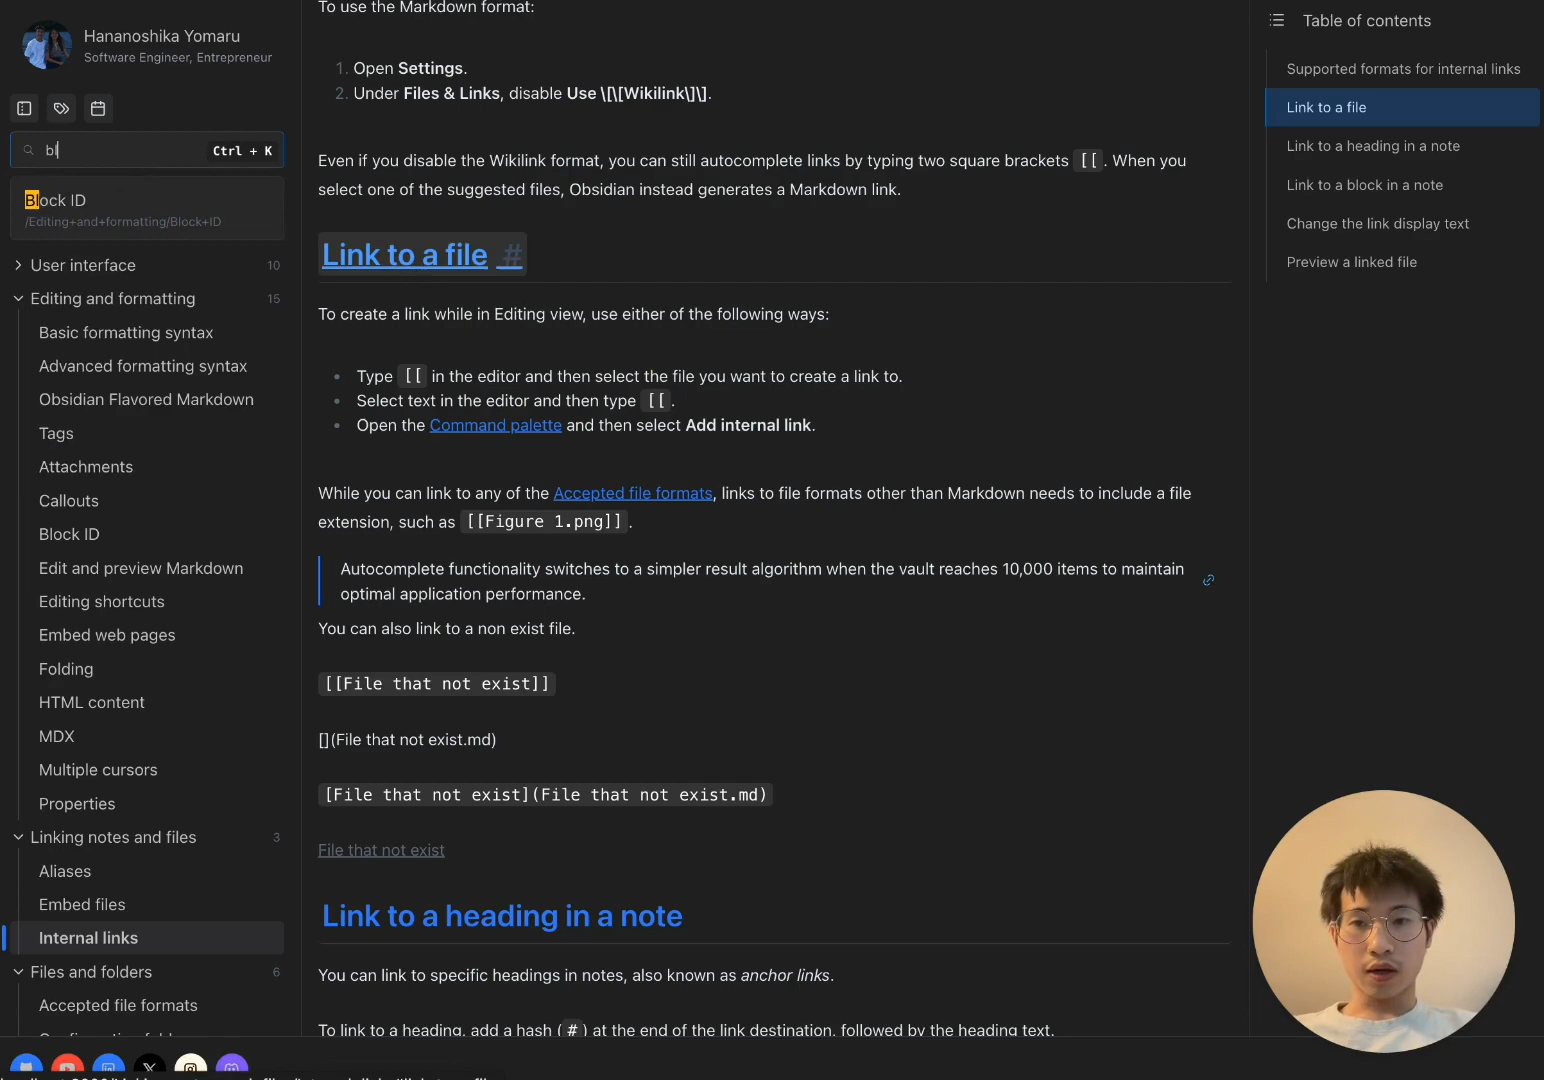 Hananoshika Yomaru
Software Engineer, Entrepreneur
bl
Ctrl + K
Block ID
/Editing+and+formatting/Block+ID
User interface 10
Editing and formatting 15
Basic formatting syntax
Advanced formatting syntax
Obsidian Flavored Markdown
Tags
Attachments
Callouts
Block ID
Edit and preview Markdown
Editing shortcuts
Embed web pages
Folding
HTML content
MDX
Multiple cursors
Properties
Linking notes and files 3
Aliases
Embed files
Internal links
Files and folders 6
Accepted file formats
To use the Markdown format:
1. Open Settings.
2. Under Files & Links, disable Use \[\[Wikilink\]\].
Even if you disable the Wikilink format, you can still autocomplete links by typing two square brackets [[. When you
select one of the suggested files, Obsidian instead generates a Markdown link.
Link to a file #
To create a link while in Editing view, use either of the following ways:
• Type [[ in the editor and then select the file you want to create a link to.
• Select text in the editor and then type [[.
• Open the Command palette and then select Add internal link.
While you can link to any of the Accepted file formats, links to file formats other than Markdown needs to include a file
extension, such as [[Figure 1.png]].
Autocomplete functionality switches to a simpler result algorithm when the vault reaches 10,000 items to maintain
optimal application performance.
You can also link to a non exist file.
[[File that not exist]]
[](File that not exist.md)
[File that not exist](File that not exist.md)
File that not exist
Link to a heading in a note
You can link to specific headings in notes, also known as anchor links.
To link to a heading, add a hash (#) at the end of the link destination, followed by the heading text.
Table of contents
Supported formats for internal links
Link to a file
Link to a heading in a note
Link to a block in a note
Change the link display text
Preview a linked file